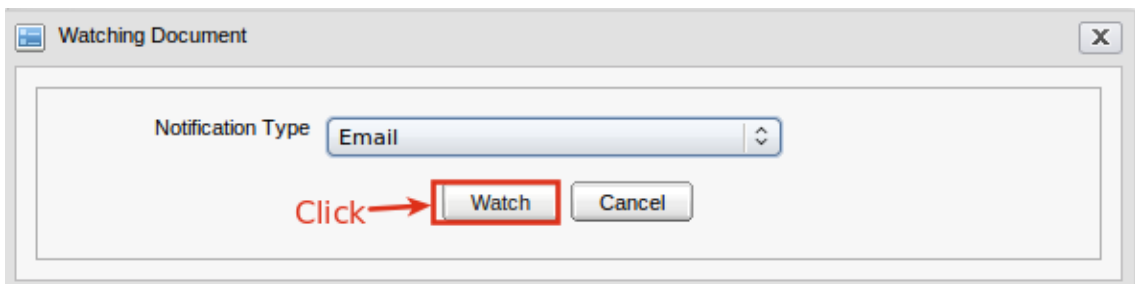 Watching Document
X
Notification Type Email
Click Watch Cancel